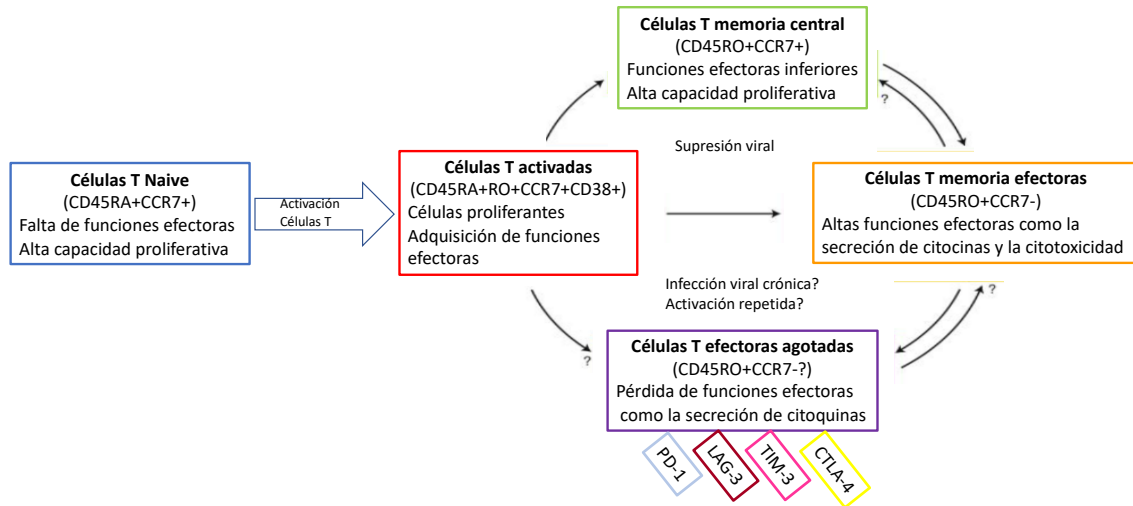 Células T memoria central
(CD45RO+CCR7+)
Funciones efectoras inferiores
Alta capacidad proliferativa
?
Supresión viral
Células T Naive
(CD45RA+CCR7+)
Falta de funciones efectoras
Alta capacidad proliferativa
Activación
Células T
Células T activadas
(CD45RA+RO+CCR7+CD38+)
Células proliferantes
Adquisición de funciones
efectoras
Células T memoria efectoras
(CD45RO+CCR7-)
Altas funciones efectoras como la
secreción de citocinas y la citotoxicidad
Infección viral crónica?
Activación repetida?
?
?
Células T efectoras agotadas
(CD45RO+CCR7-?)
Pérdida de funciones efectoras
como la secreción de citoquinas
PD-1
LAG-3
TIM-3
CTLA-4